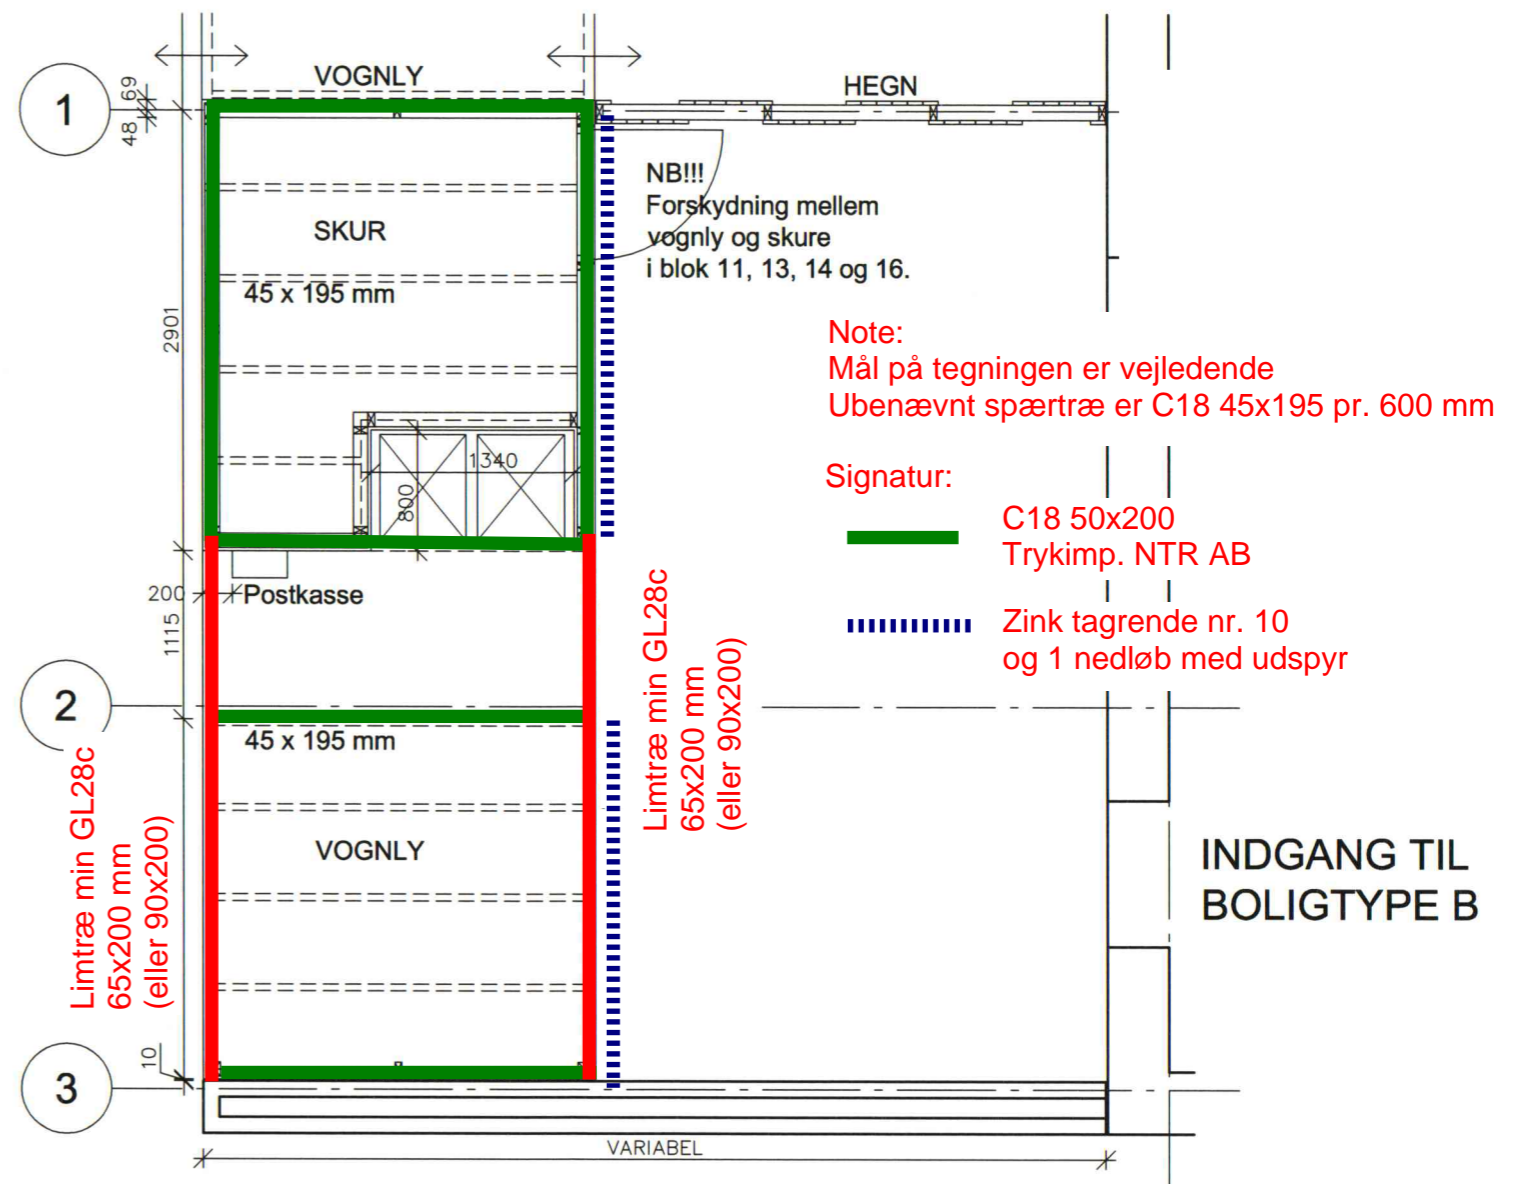 VOGNLY
HEGN
1
69
48
NB!!!
Forskydning mellem
vognly og skure
i blok 11, 13, 14 og 16.
SKUR
45 x 195 mm
2901
Note:
Mål på tegningen er vejledende
Ubenævnt spærtræ er C18 45x195 pr. 600 mm
1340
800
Signatur:
C18 50x200
Trykimp. NTR AB
200
Postkasse
1115
Zink tagrende nr. 10
og 1 nedløb med udspyr
Limtræ min GL28c
65x200 mm
(eller 90x200)
2
45 x 195 mm
Limtræ min GL28c
65x200 mm
(eller 90x200)
VOGNLY
INDGANG TIL
BOLIGTYPE B
10
3
VARIABEL